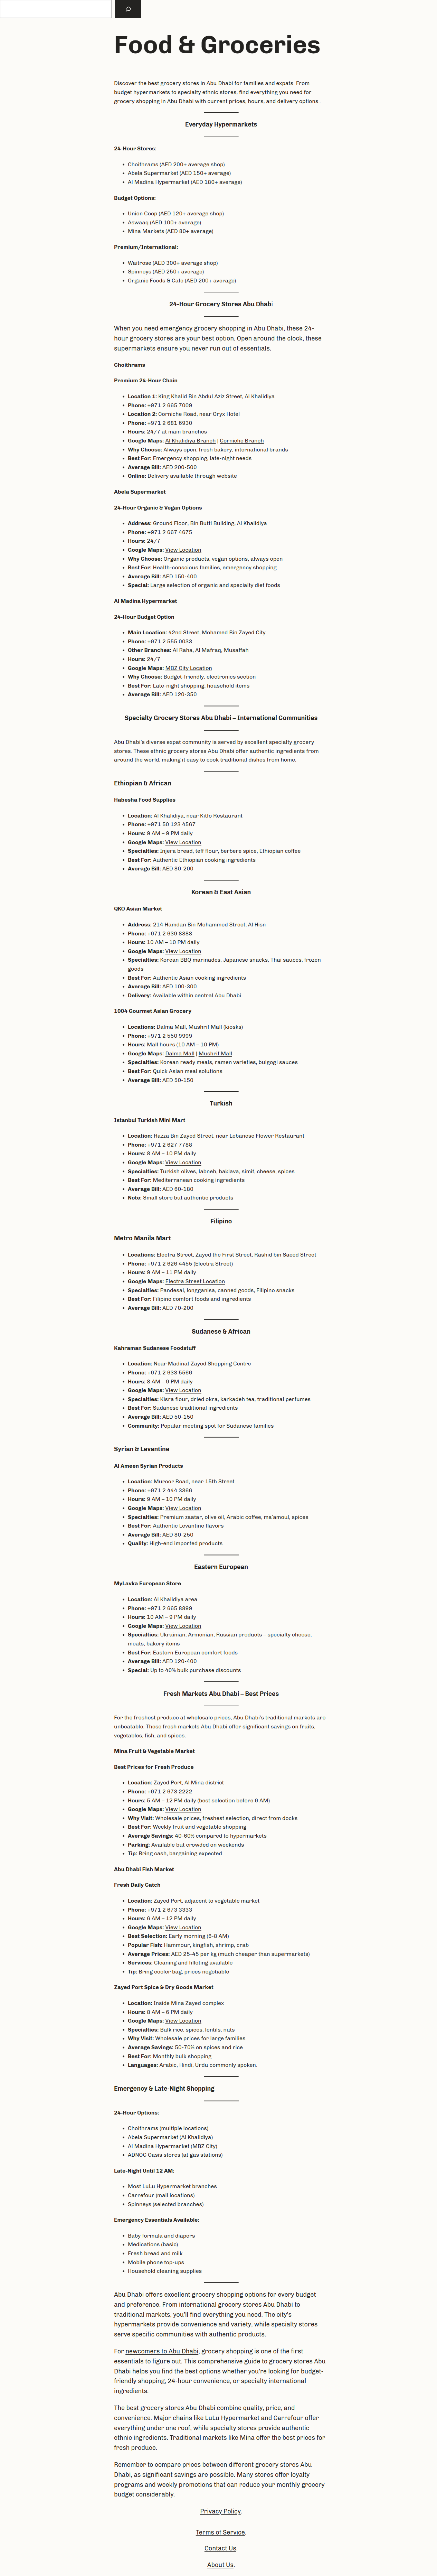 Food & Groceries
Discover the best grocery stores in Abu Dhabi for families and expats. From
budget hypermarkets to specialty ethnic stores, find everything you need for
grocery shopping in Abu Dhabi with current prices, hours, and delivery options.
Everyday Hypermarkets
24-Hour Stores:
• Choithrams (AED 200+ average shop)
• Abela Supermarket (AED 150+ average)
• Al Madina Hypermarket (AED 180+ average)
Budget Options:
• Union Coop (AED 120+ average shop)
• Aswaaq (AED 100+ average)
• Mina Markets (AED 80+ average)
Premium/International:
• Waitrose (AED 300+ average shop)
• Spinneys (AED 250+ average)
• Organic Foods & Cafe (AED 200+ average)
24-Hour Grocery Stores Abu Dhabi
When you need emergency grocery shopping in Abu Dhabi, these 24-
hour grocery stores are your best option. Open around the clock, these
supermarkets ensure you never run out of essentials.
Choithrams
Premium 24-Hour Chain
• Location 1: King Khalid Bin Abdul Aziz Street, Al Khalidiya
• Phone: +971 2 665 7009
• Location 2: Corniche Road, near Oryx Hotel
• Phone: +971 2 681 6930
• Hours: 24/7 at main branches
• Google Maps: Al Khalidiya Branch | Corniche Branch
• Why Choose: Always open, fresh bakery, international brands
• Best For: Emergency shopping, late-night needs
• Average Bill: AED 200-500
• Online: Delivery available through website
Abela Supermarket
24-Hour Organic & Vegan Options
• Address: Ground Floor, Bin Butti Building, Al Khalidiya
• Phone: +971 2 667 4675
• Hours: 24/7
• Google Maps: View Location
• Why Choose: Organic products, vegan options, always open
• Best For: Health-conscious families, emergency shopping
• Average Bill: AED 150-400
• Special: Large selection of organic and specialty diet foods
Al Madina Hypermarket
24-Hour Budget Option
• Main Location: 42nd Street, Mohamed Bin Zayed City
• Phone: +971 2 555 0033
• Other Branches: Al Raha, Al Mafraq, Musaffah
• Hours: 24/7
• Google Maps: MBZ City Location
• Why Choose: Budget-friendly, electronics section
• Best For: Late-night shopping, household items
• Average Bill: AED 120-350
Specialty Grocery Stores Abu Dhabi – International Communities
Abu Dhabi's diverse expat community is served by excellent specialty grocery
stores. These ethnic grocery stores Abu Dhabi offer authentic ingredients from
around the world, making it easy to cook traditional dishes from home.
Ethiopian & African
Habesha Food Supplies
• Location: Al Khalidiya, near Kitfo Restaurant
• Phone: +971 50 123 4567
• Hours: 9 AM – 9 PM daily
• Google Maps: View Location
• Specialties: Injera bread, teff flour, berbere spice, Ethiopian coffee
• Best For: Authentic Ethiopian cooking ingredients
• Average Bill: AED 80-200
Korean & East Asian
QKO Asian Market
• Address: 214 Hamdan Bin Mohammed Street, Al Hisn
• Phone: +971 2 639 8888
• Hours: 10 AM – 10 PM daily
• Google Maps: View Location
• Specialties: Korean BBQ marinades, Japanese snacks, Thai sauces, frozen
goods
• Best For: Authentic Asian cooking ingredients
• Average Bill: AED 100-300
• Delivery: Available within central Abu Dhabi
1004 Gourmet Asian Grocery
• Locations: Dalma Mall, Mushrif Mall (kiosks)
• Phone: +971 2 550 9999
• Hours: Mall hours (10 AM – 10 PM)
• Google Maps: Dalma Mall | Mushrif Mall
• Specialties: Korean ready meals, ramen varieties, bulgogi sauces
• Best For: Quick Asian meal solutions
• Average Bill: AED 50-150
Turkish
Istanbul Turkish Mini Mart
• Location: Hazza Bin Zayed Street, near Lebanese Flower Restaurant
• Phone: +971 2 627 7788
• Hours: 8 AM – 10 PM daily
• Google Maps: View Location
• Specialties: Turkish olives, labneh, baklava, simit, cheese, spices
• Best For: Mediterranean cooking ingredients
• Average Bill: AED 60-180
• Note: Small store but authentic products
Filipino
Metro Manila Mart
• Locations: Electra Street, Zayed the First Street, Rashid bin Saeed Street
• Phone: +971 2 626 4455 (Electra Street)
• Hours: 9 AM – 11 PM daily
• Google Maps: Electra Street Location
• Specialties: Pandesal, longganisa, canned goods, Filipino snacks
• Best For: Filipino comfort foods and ingredients
• Average Bill: AED 70-200
Sudanese & African
Kahraman Sudanese Foodstuff
• Location: Near Madinat Zayed Shopping Centre
• Phone: +971 2 633 5566
• Hours: 8 AM – 9 PM daily
• Google Maps: View Location
• Specialties: Kisra flour, dried okra, karkadeh tea, traditional perfumes
• Best For: Sudanese traditional ingredients
• Average Bill: AED 50-150
• Community: Popular meeting spot for Sudanese families
Syrian & Levantine
Al Ameen Syrian Products
• Location: Muroor Road, near 15th Street
• Phone: +971 2 444 3366
• Hours: 9 AM – 10 PM daily
• Google Maps: View Location
• Specialties: Premium zaatar, olive oil, Arabic coffee, ma'amoul, spices
• Best For: Authentic Levantine flavors
• Average Bill: AED 80-250
• Quality: High-end imported products
Eastern European
MyLavka European Store
• Location: Al Khalidiya area
• Phone: +971 2 665 8899
• Hours: 10 AM – 9 PM daily
• Google Maps: View Location
• Specialties: Ukrainian, Armenian, Russian products – specialty cheese,
meats, bakery items
• Best For: Eastern European comfort foods
• Average Bill: AED 120-400
• Special: Up to 40% bulk purchase discounts
Fresh Markets Abu Dhabi – Best Prices
For the freshest produce at wholesale prices, Abu Dhabi's traditional markets are
unbeatable. These fresh markets Abu Dhabi offer significant savings on fruits,
vegetables, fish, and spices.
Mina Fruit & Vegetable Market
Best Prices for Fresh Produce
• Location: Zayed Port, Al Mina district
• Phone: +971 2 673 2222
• Hours: 5 AM – 12 PM daily (best selection before 9 AM)
• Google Maps: View Location
• Why Visit: Wholesale prices, freshest selection, direct from docks
• Best For: Weekly fruit and vegetable shopping
• Average Savings: 40-60% compared to hypermarkets
• Parking: Available but crowded on weekends
• Tip: Bring cash, bargaining expected
Abu Dhabi Fish Market
Fresh Daily Catch
• Location: Zayed Port, adjacent to vegetable market
• Phone: +971 2 673 3333
• Hours: 6 AM – 12 PM daily
• Google Maps: View Location
• Best Selection: Early morning (6-8 AM)
• Popular Fish: Hammour, kingfish, shrimp, crab
• Average Prices: AED 25-45 per kg (much cheaper than supermarkets)
• Services: Cleaning and filleting available
• Tip: Bring cooler bag, prices negotiable
Zayed Port Spice & Dry Goods Market
• Location: Inside Mina Zayed complex
• Hours: 8 AM – 6 PM daily
• Google Maps: View Location
• Specialties: Bulk rice, spices, lentils, nuts
• Why Visit: Wholesale prices for large families
• Average Savings: 50-70% on spices and rice
• Best For: Monthly bulk shopping
• Languages: Arabic, Hindi, Urdu commonly spoken.
Emergency & Late-Night Shopping
24-Hour Options:
• Choithrams (multiple locations)
• Abela Supermarket (Al Khalidiya)
• Al Madina Hypermarket (MBZ City)
• ADNOC Oasis stores (at gas stations)
Late-Night Until 12 AM:
• Most LuLu Hypermarket branches
• Carrefour (mall locations)
• Spinneys (selected branches)
Emergency Essentials Available:
• Baby formula and diapers
• Medications (basic)
• Fresh bread and milk
• Mobile phone top-ups
• Household cleaning supplies
Abu Dhabi offers excellent grocery shopping options for every budget
and preference. From international grocery stores Abu Dhabi to
traditional markets, you'll find everything you need. The city's
hypermarkets provide convenience and variety, while specialty stores
serve specific communities with authentic products.
For newcomers to Abu Dhabi, grocery shopping is one of the first
essentials to figure out. This comprehensive guide to grocery stores Abu
Dhabi helps you find the best options whether you're looking for budget-
friendly shopping, 24-hour convenience, or specialty international
ingredients.
The best grocery stores Abu Dhabi combine quality, price, and
convenience. Major chains like LuLu Hypermarket and Carrefour offer
everything under one roof, while specialty stores provide authentic
ethnic ingredients. Traditional markets like Mina offer the best prices for
fresh produce.
Remember to compare prices between different grocery stores Abu
Dhabi, as significant savings are possible. Many stores offer loyalty
programs and weekly promotions that can reduce your monthly grocery
budget considerably.
Privacy Policy.
Terms of Service.
Contact Us.
About Us.